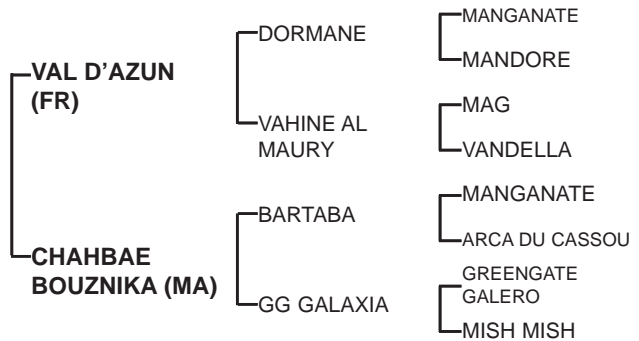 VAL D’AZUN
(FR)
DORMANE
MANGANATE
MANDORE
VAHINE AL
MAURY
MAG
VANDELLA
CHAHBAE
BOUZNIKA (MA)
BARTABA
MANGANATE
ARCA DU CASSOU
GG GALAXIA
GREENGATE
GALERO
MISH MISH